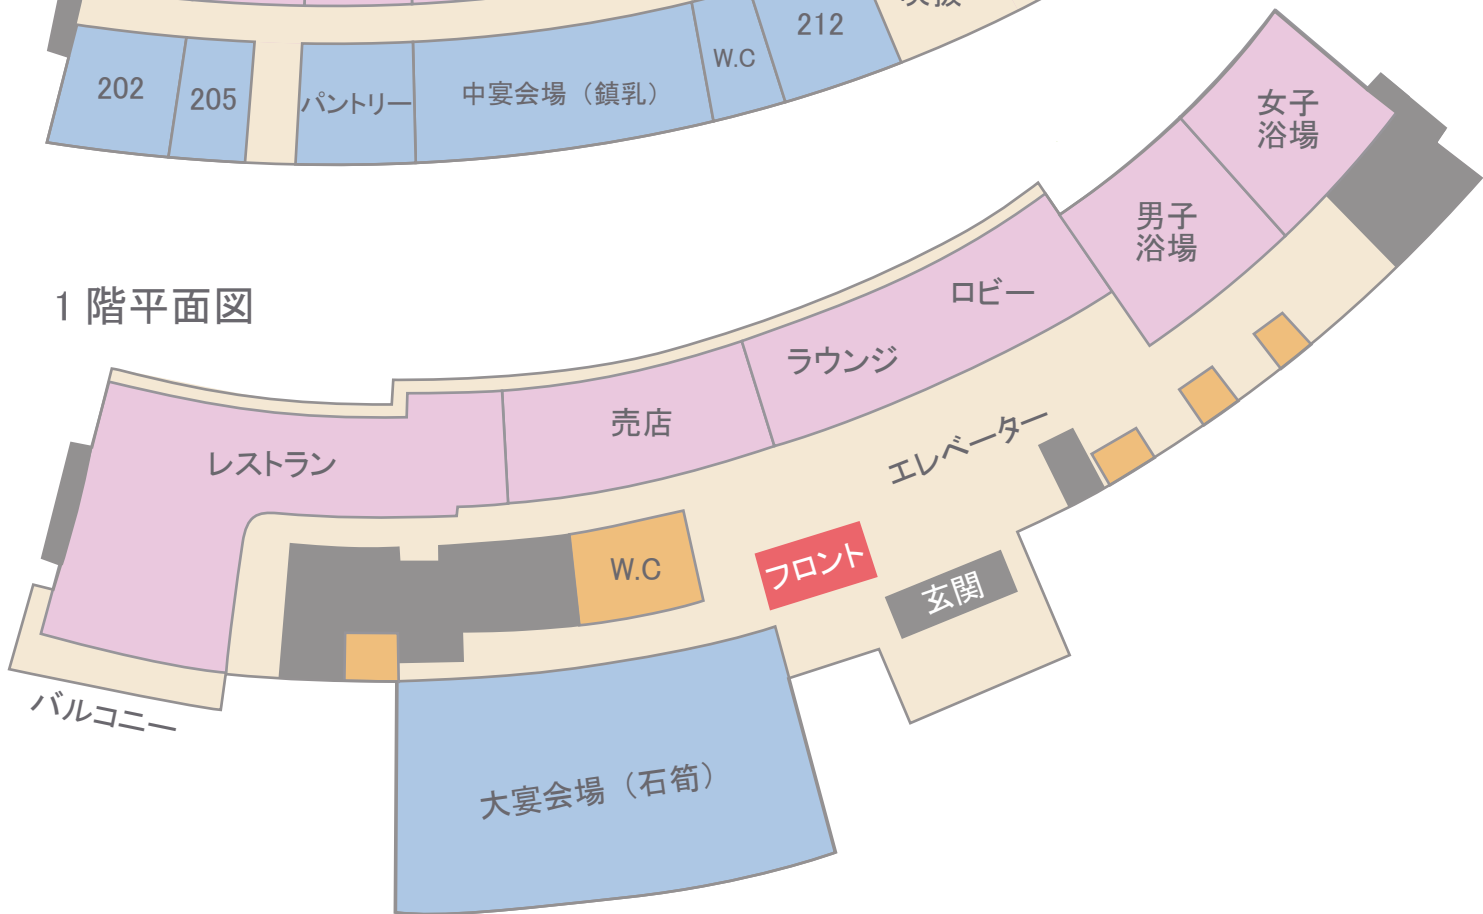 吹抜
202
205
パントリー
中宴会場（鎮乳）
W.C
212
女子
浴場
男子
浴場
1階平面図
ロビー
ラウンジ
売店
レストラン
エレベーター
W.C
フロント
玄関
バルコニー
大宴会場（石筍）